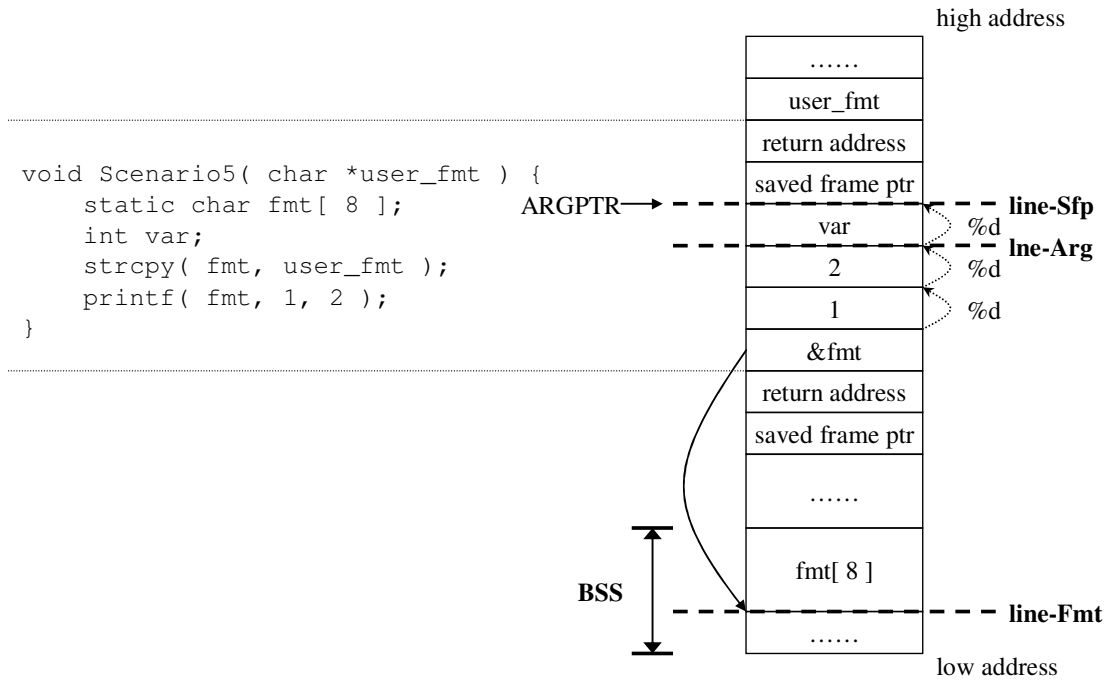 high address
……
user_fmt
return address
void Scenario5( char *user_fmt ) {
saved frame ptr
static char fmt[ 8 ];
ARGPTR
line-Sfp
int var;
var
%d
lne-Arg
strcpy( fmt, user_fmt );
2
%d
printf( fmt, 1, 2 );
1
%d
}
&fmt
return address
saved frame ptr
……
fmt[ 8 ]
BSS
line-Fmt
……
low address